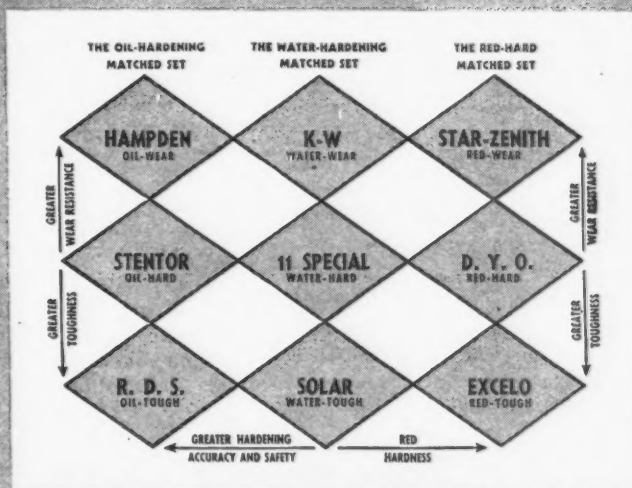 THE OIL-HARDENING
MATCHED SET
THE WATER-HARDENING
MATCHED SET
THE RED-HARD
MATCHED SET
HAMPDEN
OIL-WEAR
K-W
WATER-WEAR
STAR-ZENITH
RED-WEAR
GREATER
WEAR RESISTANCE
GREATER
WEAR RESISTANCE
STENTOR
OIL-HARD
11 SPECIAL
WATER-HARD
D. Y. O.
RED-HARD
GREATER
TOUGHNESS
GREATER
TOUGHNESS
R. D. S.
OIL-TOUGH
SOLAR
WATER-TOUGH
EXCELO
RED-TOUGH
GREATER HARDENING
ACCURACY AND SAFETY
RED
HARDNESS